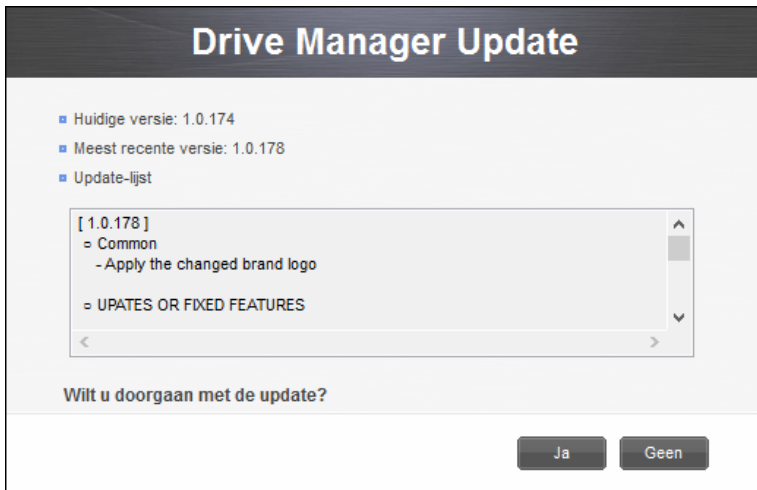 Drive Manager Update
Huidige versie: 1.0.174
Meest recente versie: 1.0.178
Update-lijst
[ 1.0.178 ]
▫ Common
- Apply the changed brand logo
▫ UPATES OR FIXED FEATURES
Wilt u doorgaan met de update?
Ja Geen